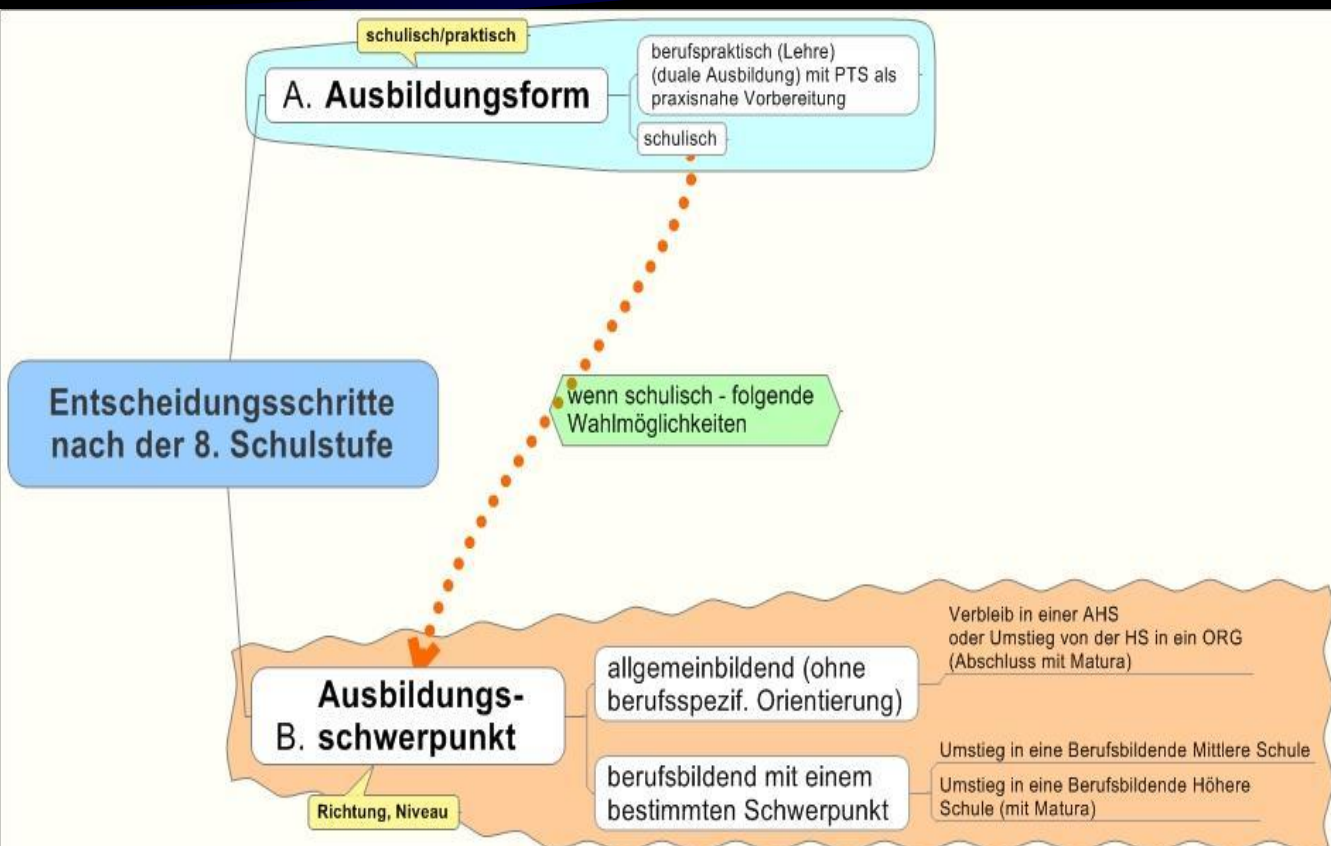 schulisch/praktisch
A. Ausbildungsform
berufspraktisch (Lehre)
(duale Ausbildung) mit PTS als
praxisnahe Vorbereitung
schulisch
Entscheidungsschritte
nach der 8. Schulstufe
wenn schulisch - folgende
Wahlmöglichkeiten
Ausbildungs-
B. schwerpunkt
Richtung, Niveau
allgemeinbildend (ohne
berufsspezif. Orientierung)
Verbleib in einer AHS
oder Umstieg von der HS in ein ORG
(Abschluss mit Matura)
berufsbildend mit einem
bestimmten Schwerpunkt
Umstieg in eine Berufsbildende Mittlere Schule
Umstieg in eine Berufsbildende Höhere
Schule (mit Matura)